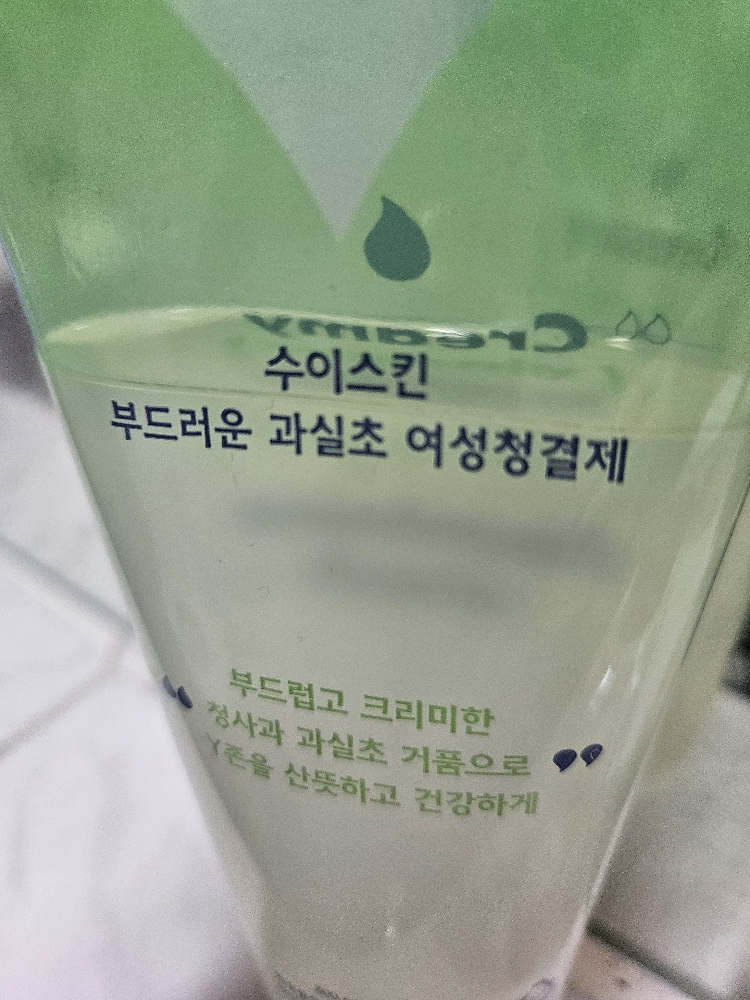 Creamy
수이스킨
부드러운 과실초 여성청결제
“ 부드럽고 크리미한
청사과 과실초 거품으로
Y존을 산뜻하고 건강하게 ”